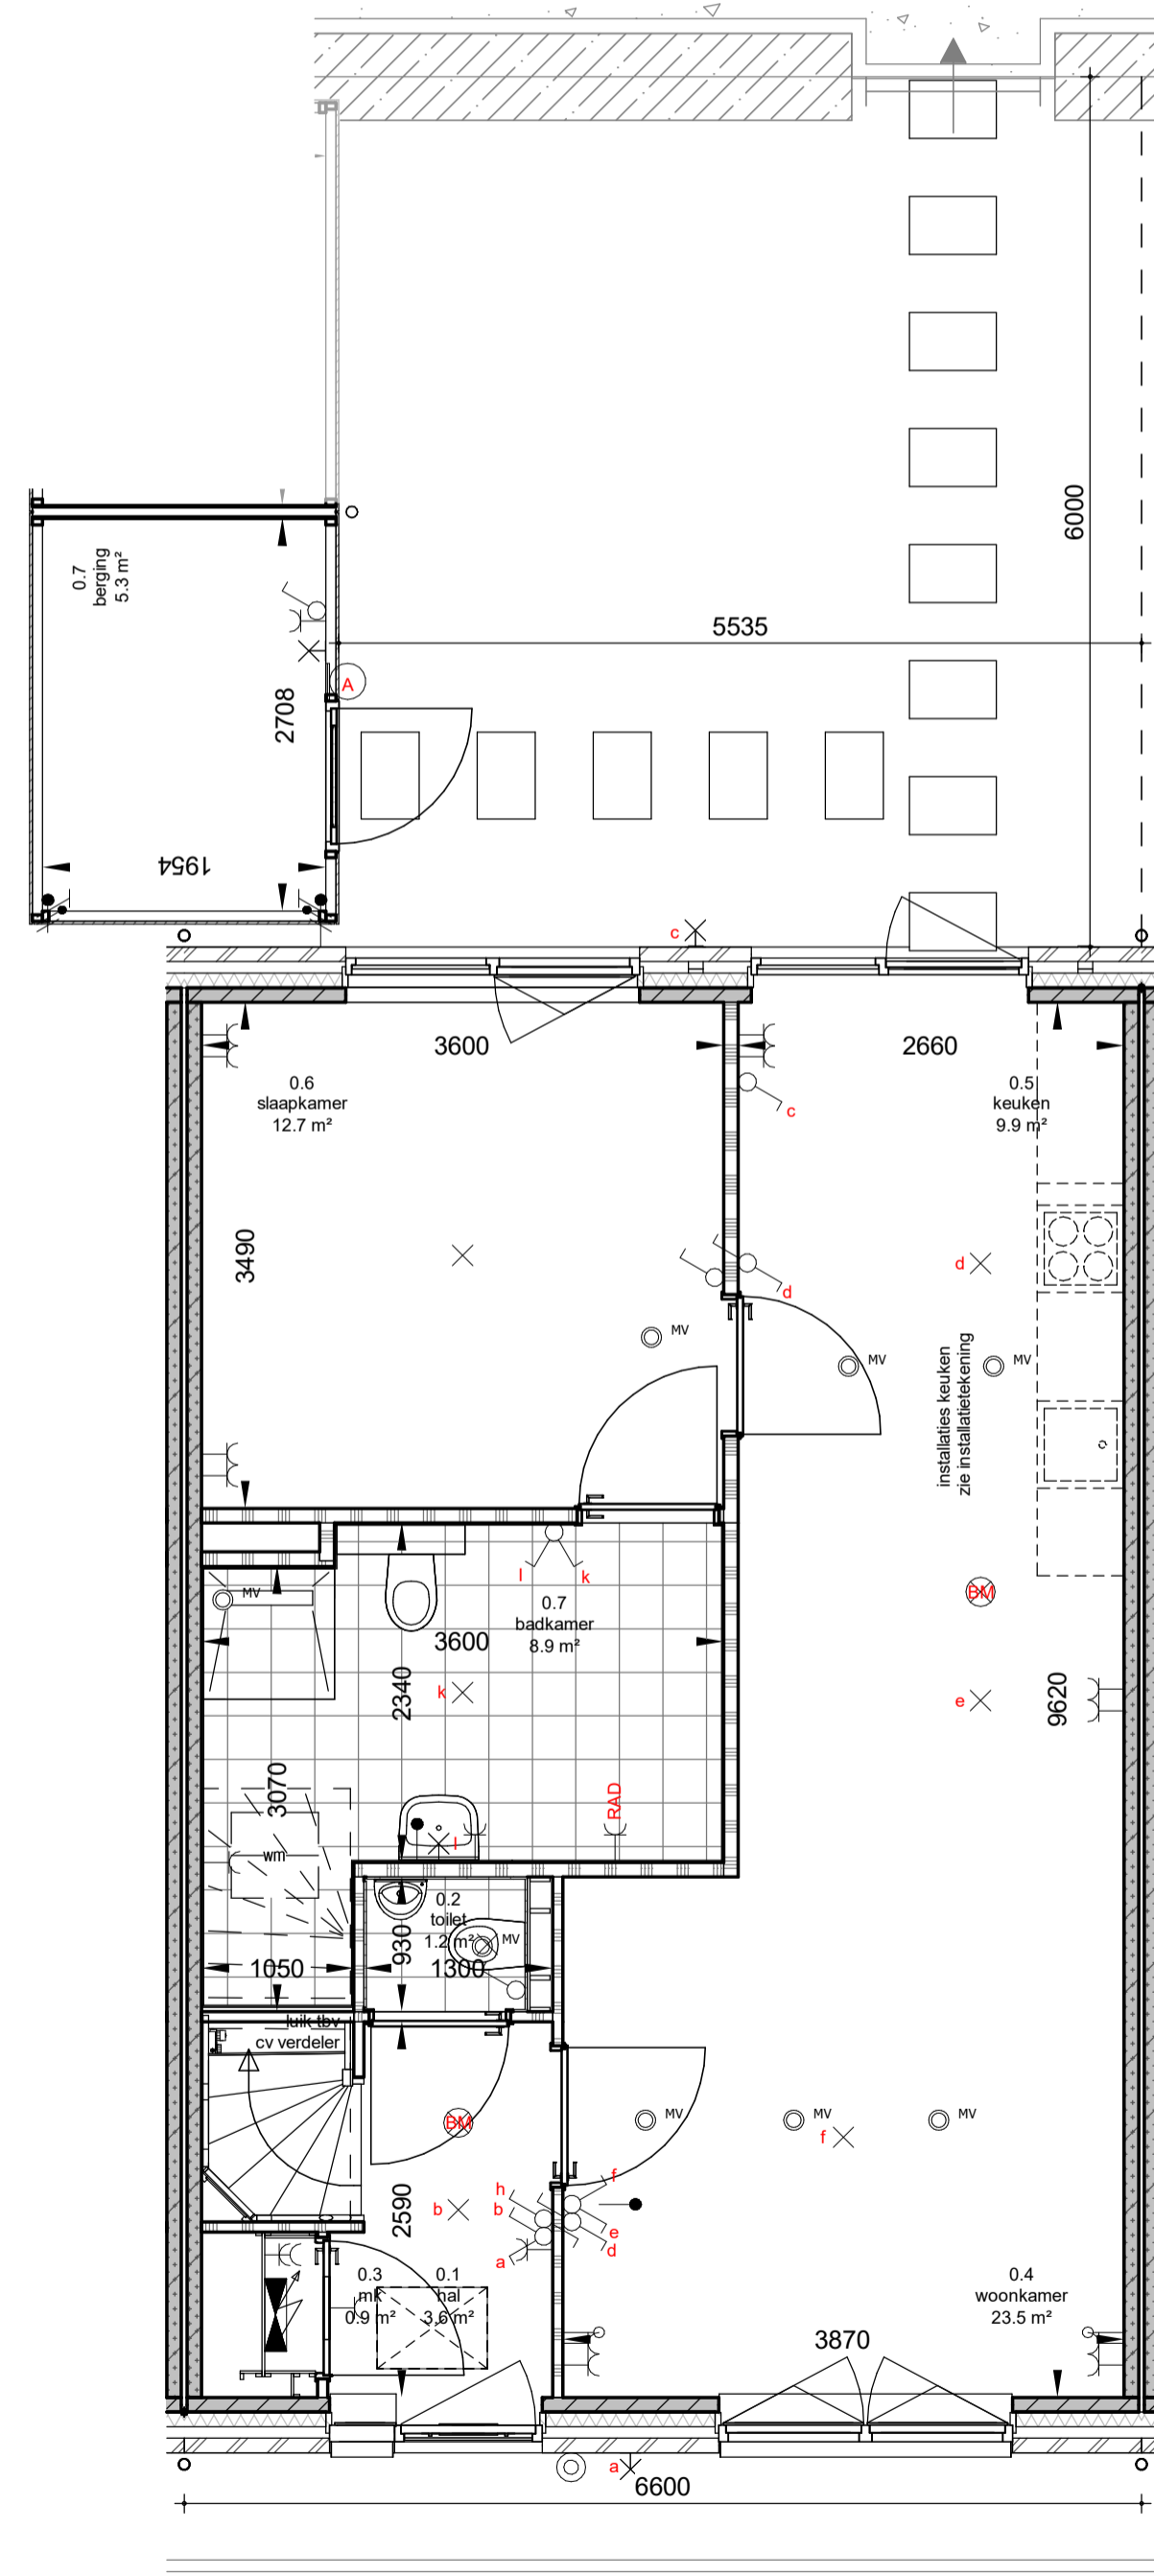 6000
0.7
berging
5.3 m²
5535
A
2708
1954
c
3600
2660
0.6
slaapkamer
12.7 m²
0.5
keuken
9.9 m²
c
3490
d
d
MV
MV
MV
installaties keuken
zie installatietekening
l
k
BM
MV
0.7
badkamer
8.9 m²
3600
2340
k
e
9620
3070
RAD
l
wm
0.2
toilet
1.2 m²
MV
930
1050
1300
luik tbv
cv verdeler
BM
MV
MV
MV
f
f
h
b
b
2590
e
d
a
0.3
mk
0.9 m²
0.1
hal
3,6 m²
0.4
woonkamer
23.5 m²
3870
a
6600